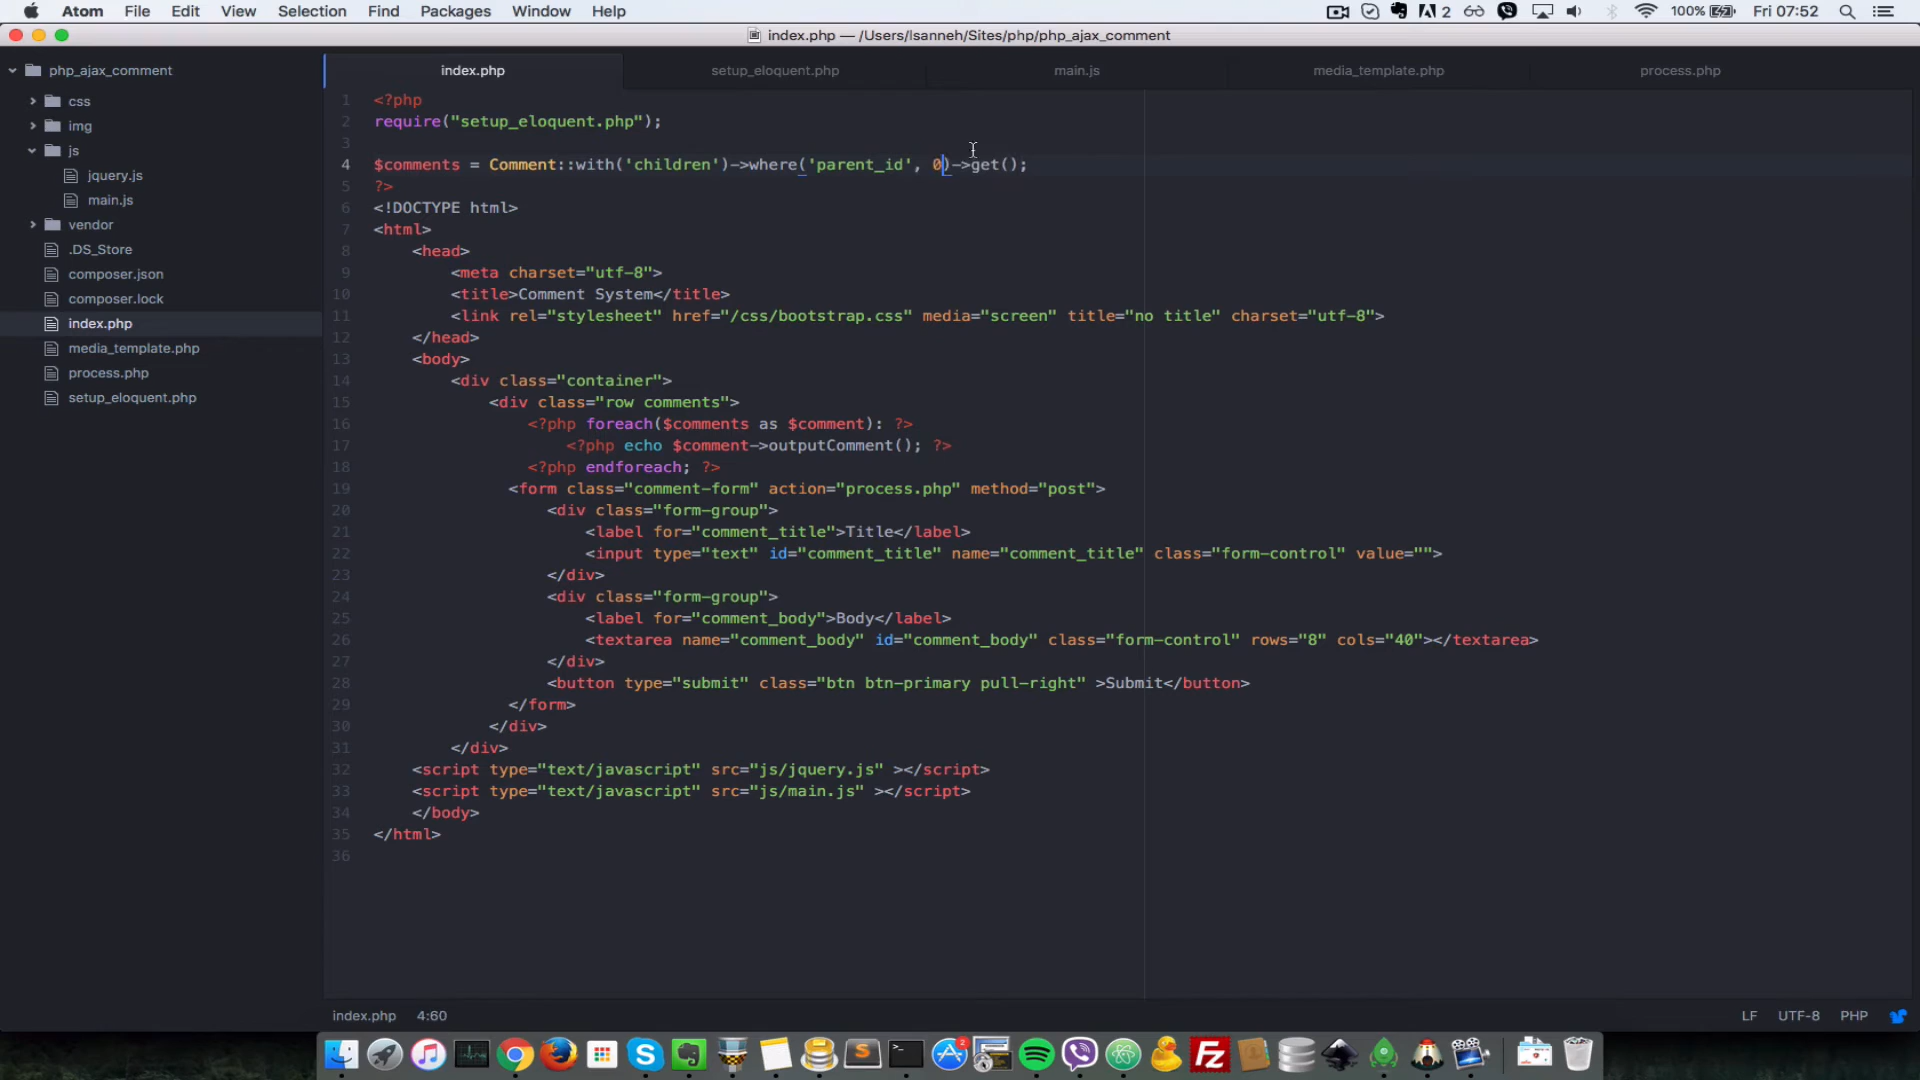 Atom File Edit View Selection Find Packages Window Help 2 100% Fri 07:52
index.php — /Users/lsanneh/Sites/php/php_ajax_comment
php_ajax_comment
css
img
js
jquery.js
main.js
vendor
.DS_Store
composer.json
composer.lock
index.php
media_template.php
process.php
setup_eloquent.php
index.php setup_eloquent.php main.js media_template.php process.php
1 <?php
2 require("setup_eloquent.php");
3
4 $comments = Comment::with('children')->where('parent_id', 0)->get();
5 ?>
6 <!DOCTYPE html>
7 <html>
8 <head>
9 <meta charset="utf-8">
10 <title>Comment System</title>
11 <link rel="stylesheet" href="/css/bootstrap.css" media="screen" title="no title" charset="utf-8">
12 </head>
13 <body>
14 <div class="container">
15 <div class="row comments">
16 <?php foreach($comments as $comment): ?>
17 <?php echo $comment->outputComment(); ?>
18 <?php endforeach; ?>
19 <form class="comment-form" action="process.php" method="post">
20 <div class="form-group">
21 <label for="comment_title">Title</label>
22 <input type="text" id="comment_title" name="comment_title" class="form-control" value="">
23 </div>
24 <div class="form-group">
25 <label for="comment_body">Body</label>
26 <textarea name="comment_body" id="comment_body" class="form-control" rows="8" cols="40"></textarea>
27 </div>
28 <button type="submit" class="btn btn-primary pull-right" >Submit</button>
29 </form>
30 </div>
31 </div>
32 <script type="text/javascript" src="js/jquery.js" ></script>
33 <script type="text/javascript" src="js/main.js" ></script>
34 </body>
35 </html>
36
index.php 4:60 LF UTF-8 PHP
2